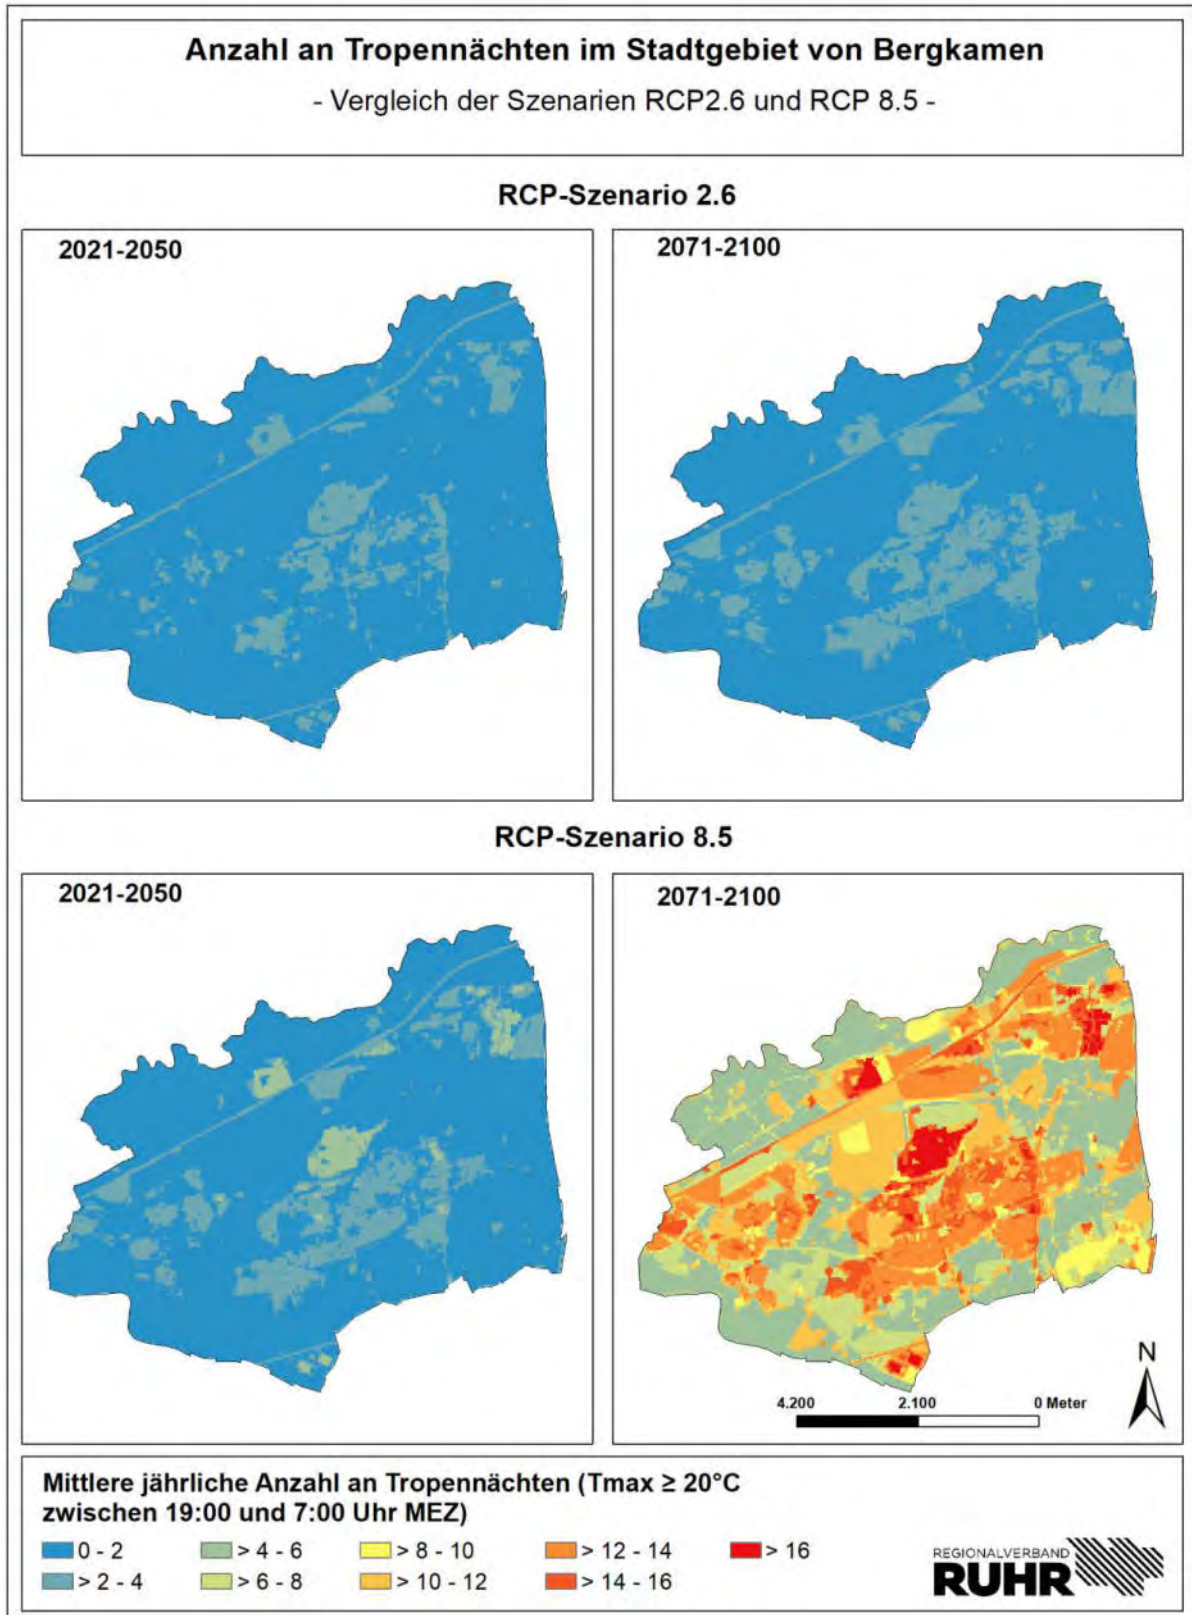 Anzahl an Tropennächten im Stadtgebiet von Bergkamen
- Vergleich der Szenarien RCP2.6 und RCP 8.5 -
RCP-Szenario 2.6
2021-2050
2071-2100
RCP-Szenario 8.5
2021-2050
2071-2100
N
4.200 2.100 0 Meter
Mittlere jährliche Anzahl an Tropennächten (Tmax ≥ 20°C
zwischen 19:00 und 7:00 Uhr MEZ)
0 - 2 > 4 - 6 > 8 - 10 > 12 - 14 > 16
> 2 - 4 > 6 - 8 > 10 - 12 > 14 - 16
REGIONALVERBAND
RUHR